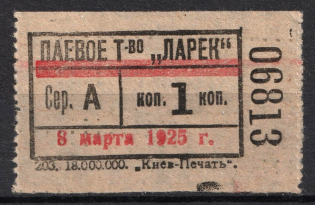 ПАЕВОЕ Т-во „ЛАРЕК“
Сер. А коп. 1 коп.
8 марта 1925 г.
203. 18.000.000. „Киев-Печать“.
06813